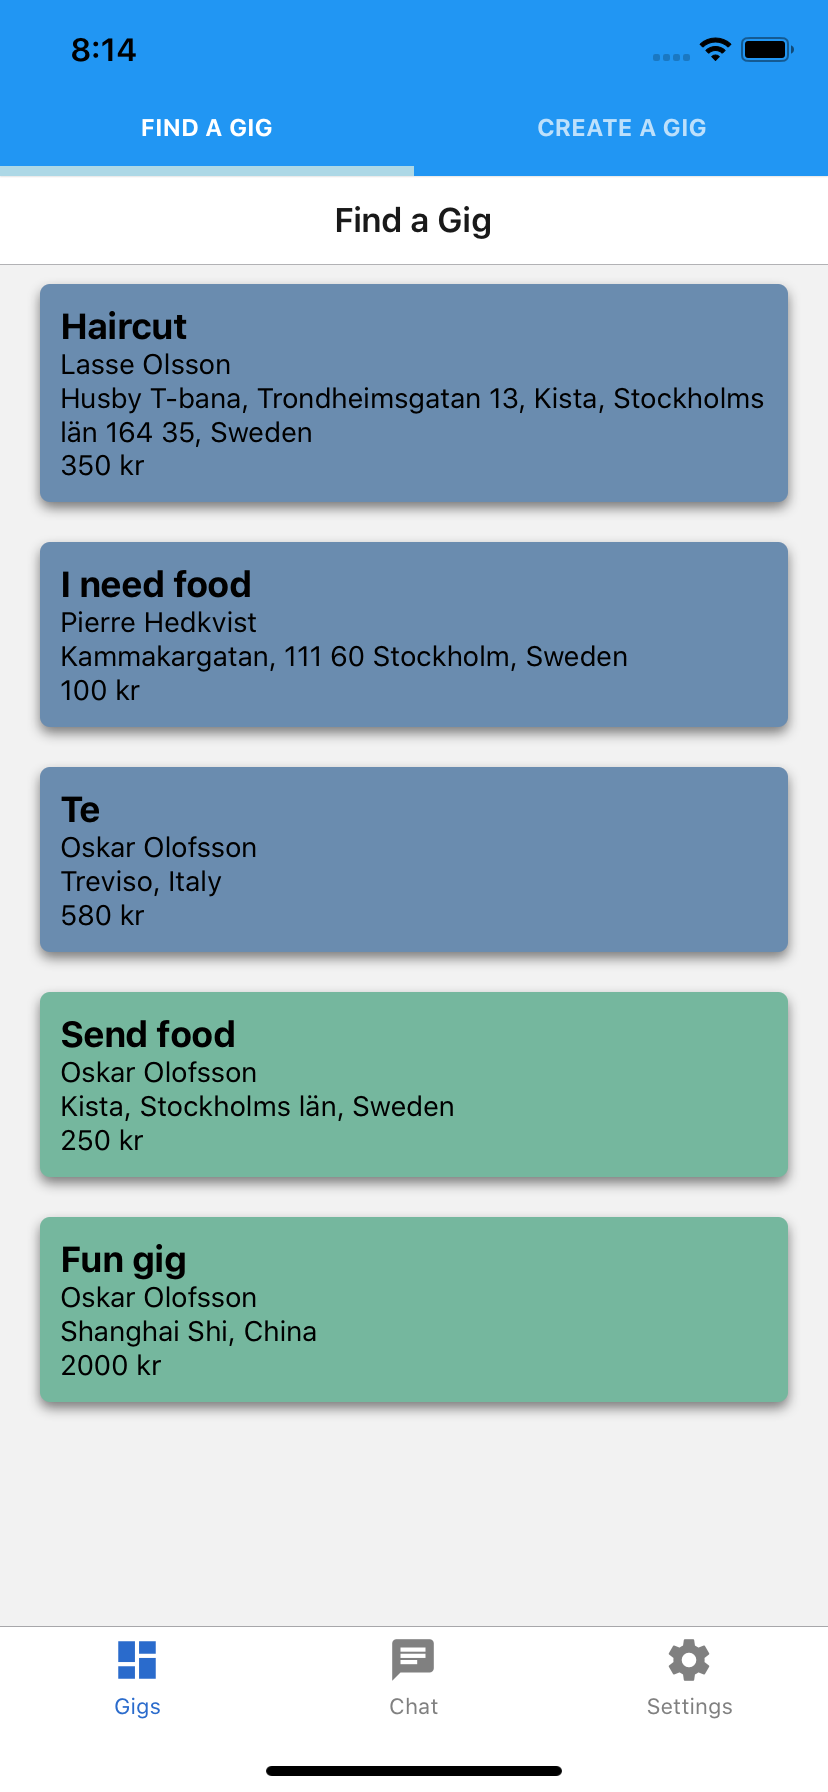 8:14
FIND A GIG
CREATE A GIG
Find a Gig
Haircut
Lasse Olsson
Husby T-bana, Trondheimsgatan 13, Kista, Stockholms
län 164 35, Sweden
350 kr
I need food
Pierre Hedkvist
Kammakargatan, 111 60 Stockholm, Sweden
100 kr
Te
Oskar Olofsson
Treviso, Italy
580 kr
Send food
Oskar Olofsson
Kista, Stockholms län, Sweden
250 kr
Fun gig
Oskar Olofsson
Shanghai Shi, China
2000 kr
Gigs
Chat
Settings